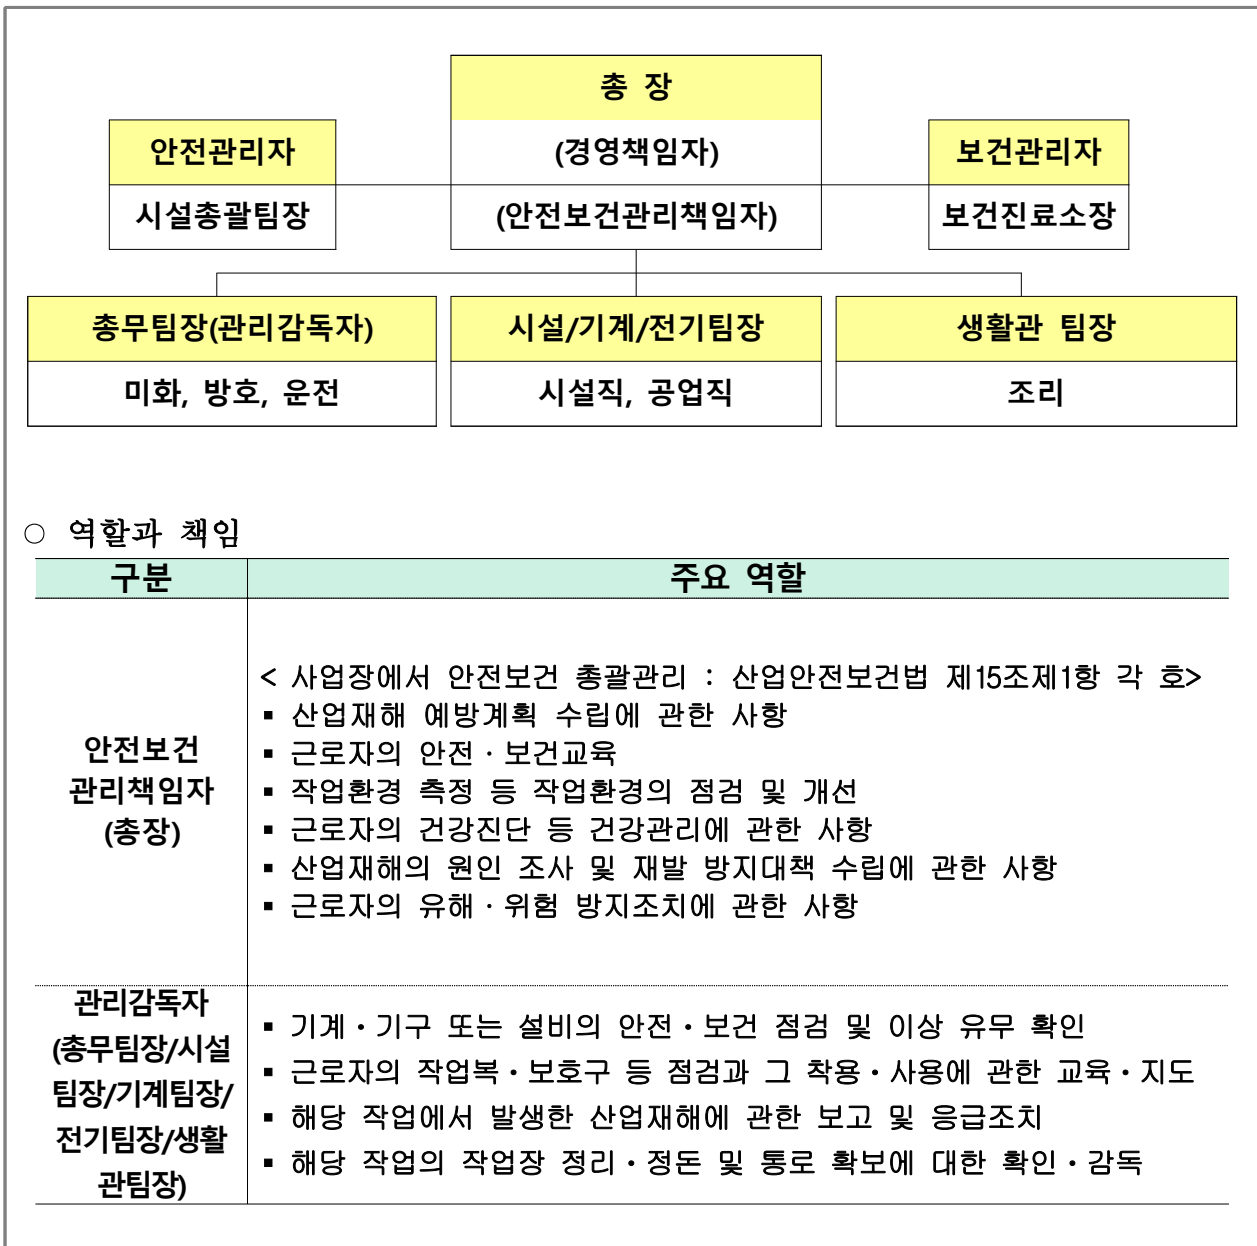 총 장
(경영책임자)
(안전보건관리책임자)
안전관리자
시설총괄팀장
보건관리자
보건진료소장
총무팀장(관리감독자)
미화, 방호, 운전
시설/기계/전기팀장
시설직, 공업직
생활관 팀장
조리
○ 역할과 책임
구분
주요 역할
안전보건
관리책임자
(총장)
< 사업장에서 안전보건 총괄관리 : 산업안전보건법 제15조제1항 각 호>
▪ 산업재해 예방계획 수립에 관한 사항
▪ 근로자의 안전·보건교육
▪ 작업환경 측정 등 작업환경의 점검 및 개선
▪ 근로자의 건강진단 등 건강관리에 관한 사항
▪ 산업재해의 원인 조사 및 재발 방지대책 수립에 관한 사항
▪ 근로자의 유해·위험 방지조치에 관한 사항
관리감독자
(총무팀장/시설
팀장/기계팀장/
전기팀장/생활
관팀장)
▪ 기계·기구 또는 설비의 안전·보건 점검 및 이상 유무 확인
▪ 근로자의 작업복·보호구 등 점검과 그 착용·사용에 관한 교육·지도
▪ 해당 작업에서 발생한 산업재해에 관한 보고 및 응급조치
▪ 해당 작업의 작업장 정리·정돈 및 통로 확보에 대한 확인·감독